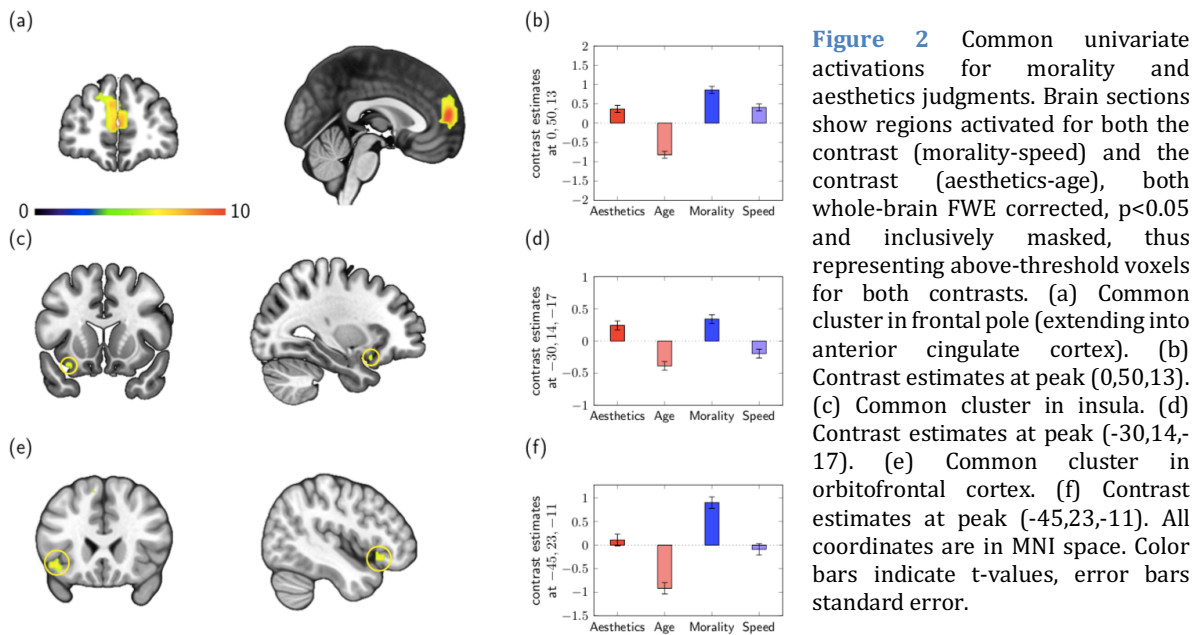 (a)
0
10
(b)
contrast estimates
at 0, 50, 13
2
1.5
1
0.5
0
−0.5
−1
−1.5
−2
Aesthetics Age Morality Speed
(c)
(d)
contrast estimates
at −30, 14, −17
1
0.5
0
−0.5
−1
Aesthetics Age Morality Speed
(e)
(f)
contrast estimates
at −45, 23, −11
1
0.5
0
−0.5
−1
−1.5
Aesthetics Age Morality Speed
Figure 2 Common univariate
activations for morality and
aesthetics judgments. Brain sections
show regions activated for both the
contrast (morality-speed) and the
contrast (aesthetics-age), both
whole-brain FWE corrected, p<0.05
and inclusively masked, thus
representing above-threshold voxels
for both contrasts. (a) Common
cluster in frontal pole (extending into
anterior cingulate cortex). (b)
Contrast estimates at peak (0,50,13).
(c) Common cluster in insula. (d)
Contrast estimates at peak (-30,14,-
17). (e) Common cluster in
orbitofrontal cortex. (f) Contrast
estimates at peak (-45,23,-11). All
coordinates are in MNI space. Color
bars indicate t-values, error bars
standard error.